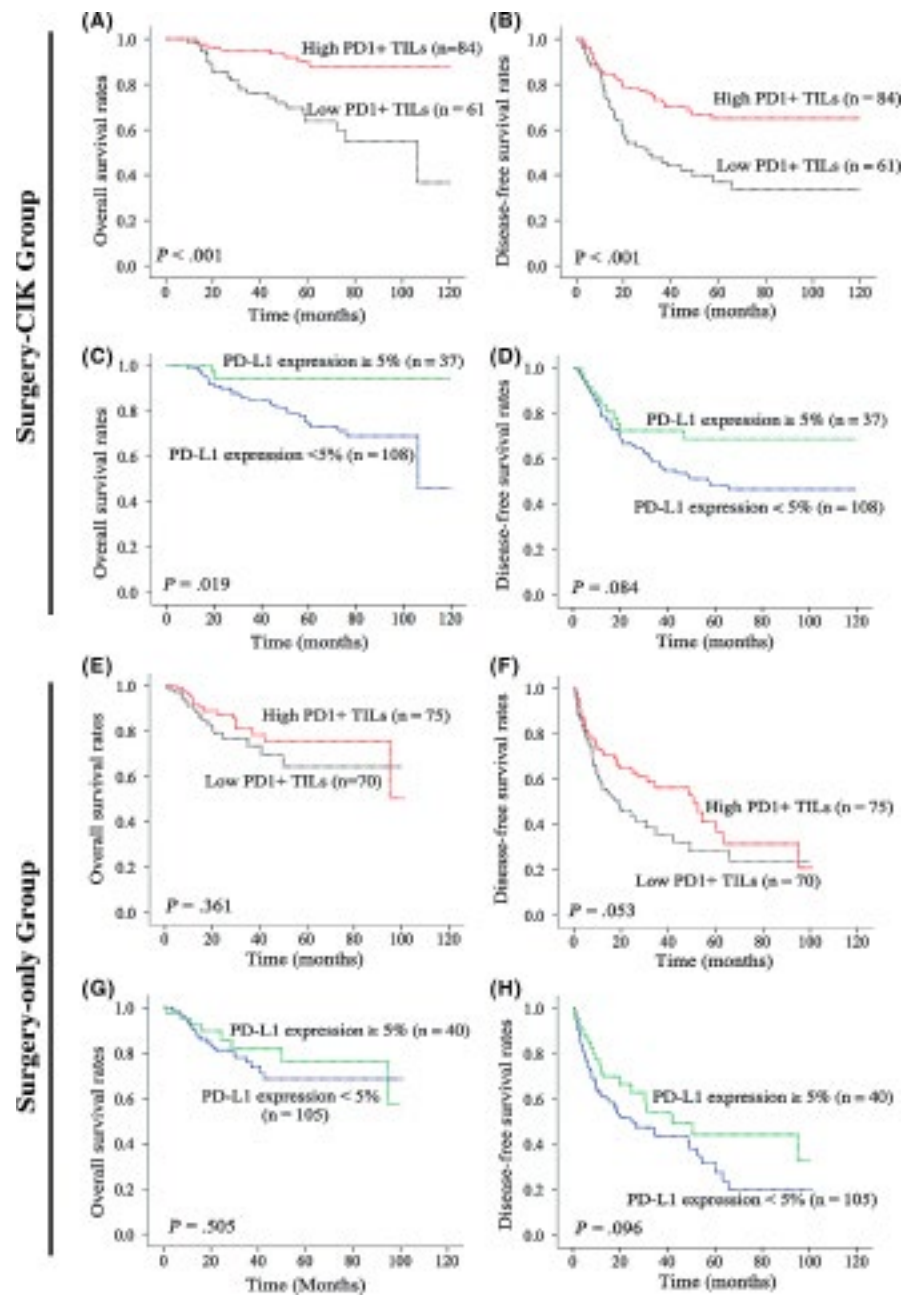 Surgery-CIK Group
(A)
Overall survival rates
1.0
0.8
0.6
0.4
0.2
0.0
High PD1+ TILs (n=84)
Low PD1+ TILs (n = 61
P < .001
0 20 40 60 80 100 120
Time (months)
(B)
Disease-free survival rates
1.0
0.8
0.6
0.4
0.2
0.0
High PD1+ TILs (n = 84)
Low PD1+ TILs (n = 61)
P < .001
0 20 40 60 80 100 120
Time (months)
(C)
Overall survival rates
1.0
0.8
0.6
0.4
0.2
0.0
PD-L1 expression ≥ 5% (n = 37)
PD-L1 expression <5% (n = 108)
P = .019
0 20 40 60 80 100 120
Time (months)
(D)
Disease-free survival rates
1.0
0.8
0.6
0.4
0.2
0.0
PD-L1 expression ≥ 5% (n = 37)
PD-L1 expression < 5% (n = 108)
P = .084
0 20 40 60 80 100 120
Time (months)
Surgery-only Group
(E)
Overall survival rates
1.0
0.8
0.6
0.4
0.2
0.0
High PD1+ TILs (n = 75)
Low PD1+ TILs (n=70)
P = .361
0 20 40 60 80 100 120
Time (months)
(F)
Disease-free survival rates
1.0
0.8
0.6
0.4
0.2
0.0
High PD1+ TILs (n = 75)
Low PD1+ TILs (n = 70)
P = .053
0 20 40 60 80 100 120
Time (months)
(G)
Overall survival rates
1.0
0.8
0.6
0.4
0.2
0.0
PD-L1 expression ≥ 5% (n = 40)
PD-L1 expression < 5%
(n = 105)
P = .505
0 20 40 60 80 100 120
Time (Months)
(H)
Disease-free survival rates
1.0
0.8
0.6
0.4
0.2
0.0
PD-L1 expression ≥ 5% (n = 40)
PD-L1 expression < 5% (n = 105)
P = .096
0 20 40 60 80 100 120
Time (months)